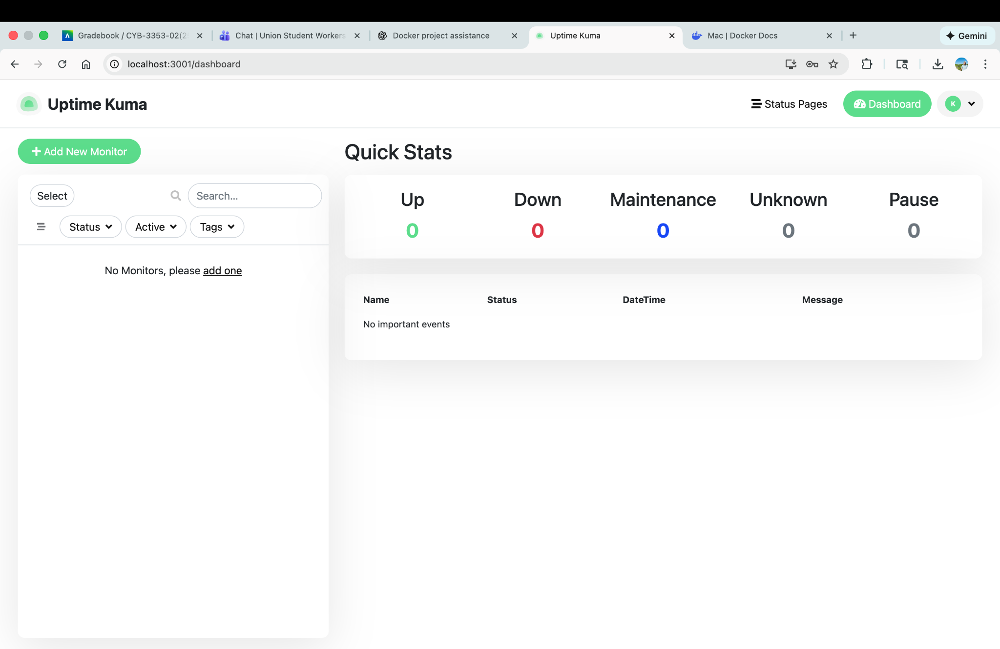 Gradebook / CYB-3353-02(2
Chat | Union Student Workers
Docker project assistance
Uptime Kuma
Mac | Docker Docs
Gemini
localhost:3001/dashboard
Uptime Kuma
Status Pages
Dashboard
K
Add New Monitor
Quick Stats
Select
Search...
Status
Active
Tags
No Monitors, please add one
Up
Down
Maintenance
Unknown
Pause
0
0
0
0
0
Name Status DateTime Message
No important events